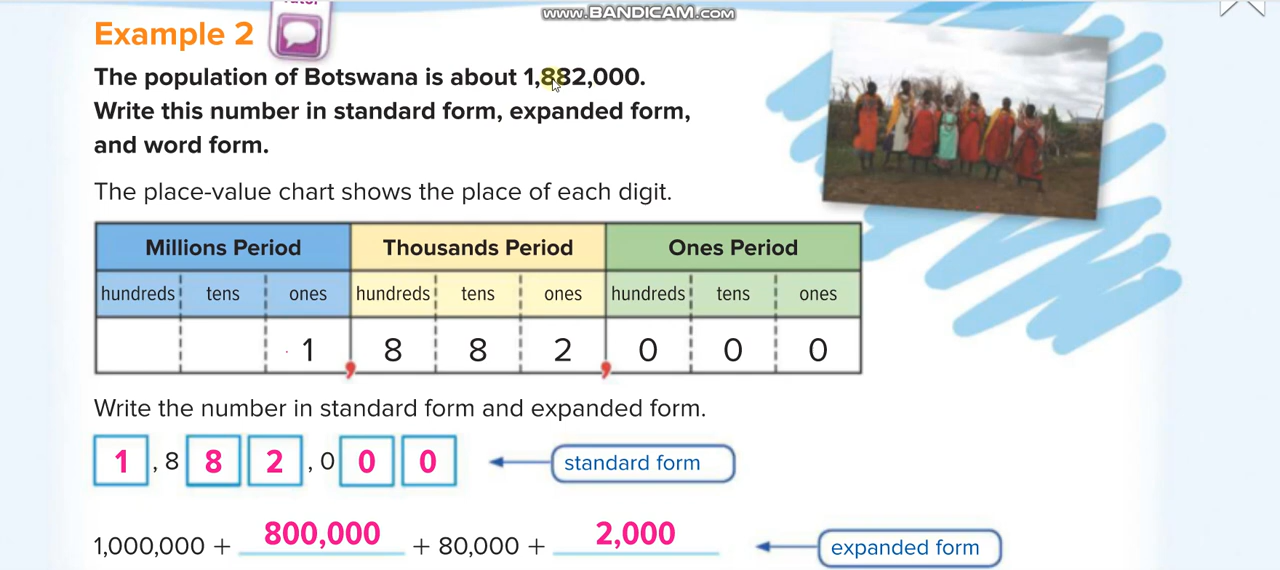 www.BANDICAM.com
Example 2
The population of Botswana is about 1,882,000.
Write this number in standard form, expanded form,
and word form.
The place-value chart shows the place of each digit.
Millions Period Thousands Period Ones Period
hundreds tens ones hundreds tens ones hundreds tens ones
1 , 8 8 2 , 0 0 0
Write the number in standard form and expanded form.
1 , 8 8 2 , 0 0 0 standard form
1,000,000 + 800,000 + 80,000 + 2,000 expanded form